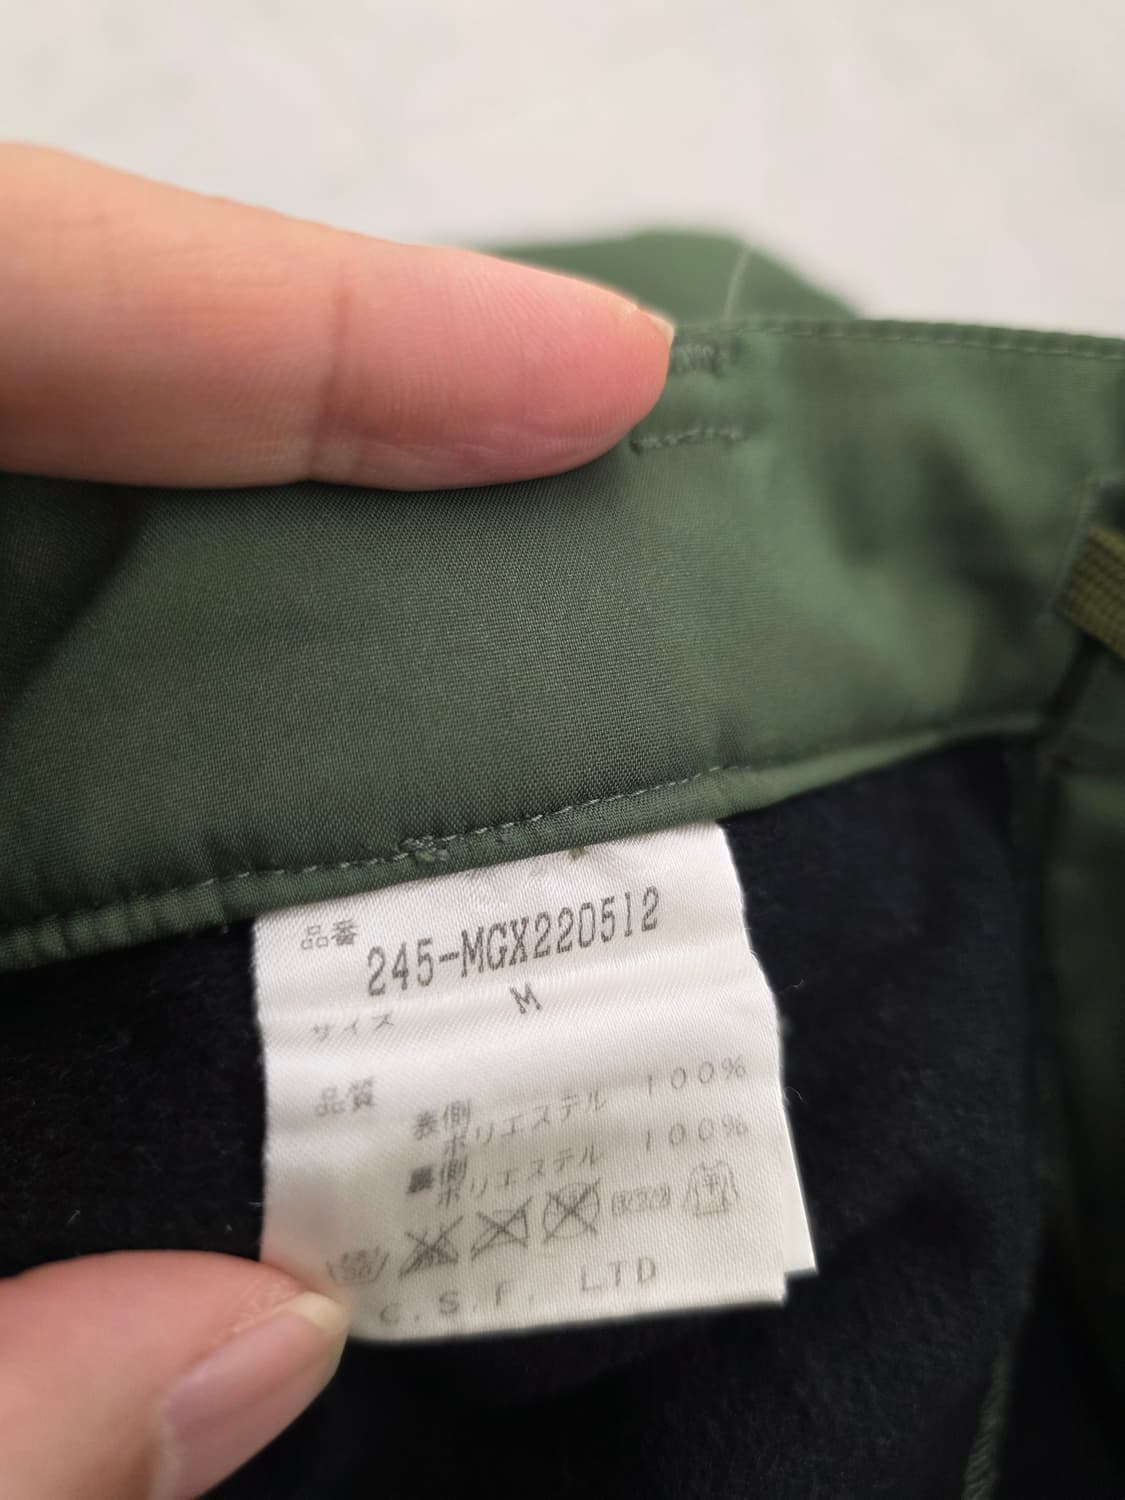 品番
245-MGX220512
サイズ M
品質
表側
ポリエステル 100%
裏側
ポリエステル 100%
C.S.F. LTD